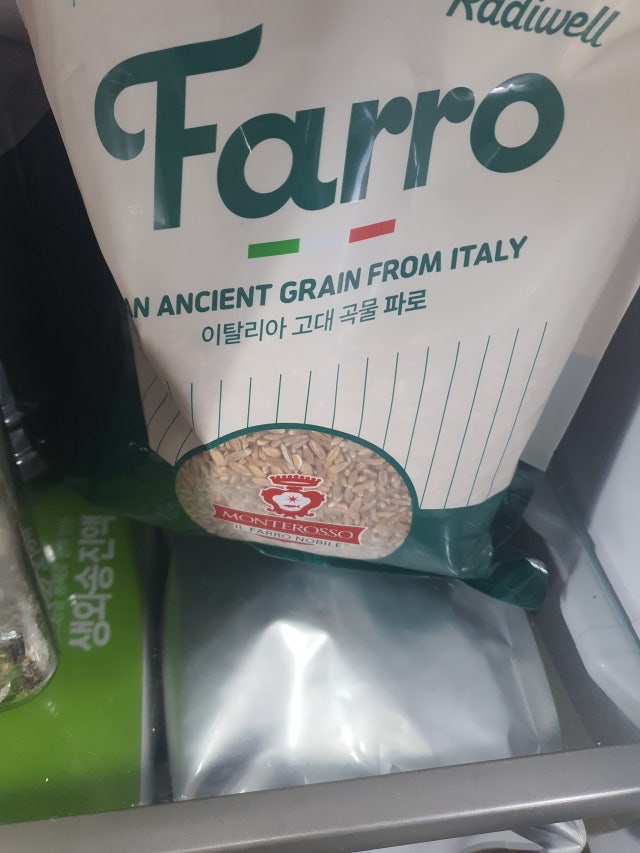 Radiwell
Farro
AN ANCIENT GRAIN FROM ITALY
이탈리아 고대 곡물 파로
MONTEROSSO
IL FARRO NOBILE
생와송진액